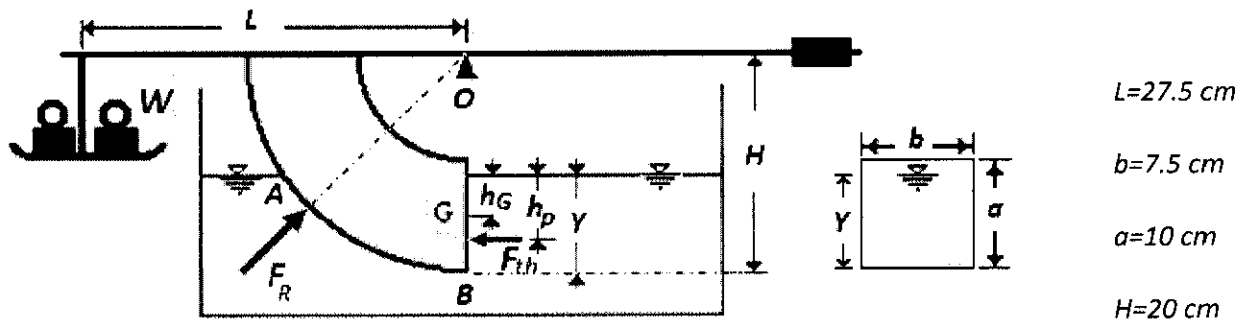 L
W
O
H
L=27.5 cm
b
b=7.5 cm
A
G
h_G
h_p
Y
Y
a
a=10 cm
F_R
F_th
B
H=20 cm